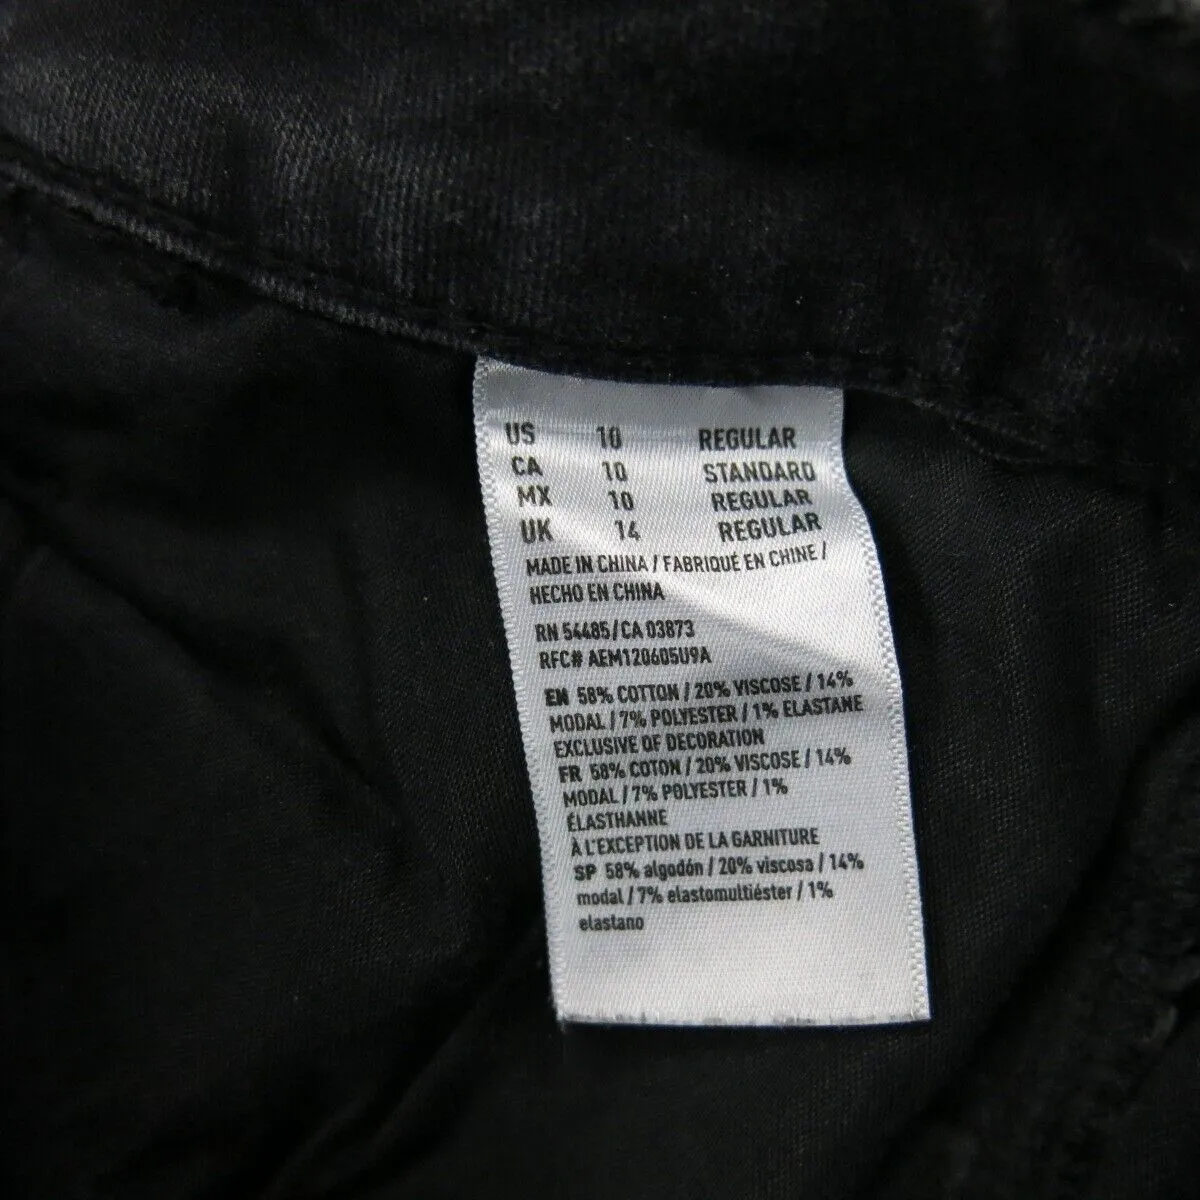 US 10 REGULAR
CA 10 STANDARD
MX 10 REGULAR
UK 14 REGULAR
MADE IN CHINA / FABRIQUÉ EN CHINE /
HECHO EN CHINA
RN 54485/CA 03873
RFC# AEM120605U9A
EN 58% COTTON / 20% VISCOSE / 14%
MODAL / 7% POLYESTER / 1% ELASTANE
EXCLUSIVE OF DECORATION
FR 58% COTON / 20% VISCOSE / 14%
MODAL / 7% POLYESTER / 1%
ÉLASTHANNE
À L'EXCEPTION DE LA GARNITURE
SP 58% algodón / 20% viscosa / 14%
modal / 7% elastomultiéster / 1%
elastano